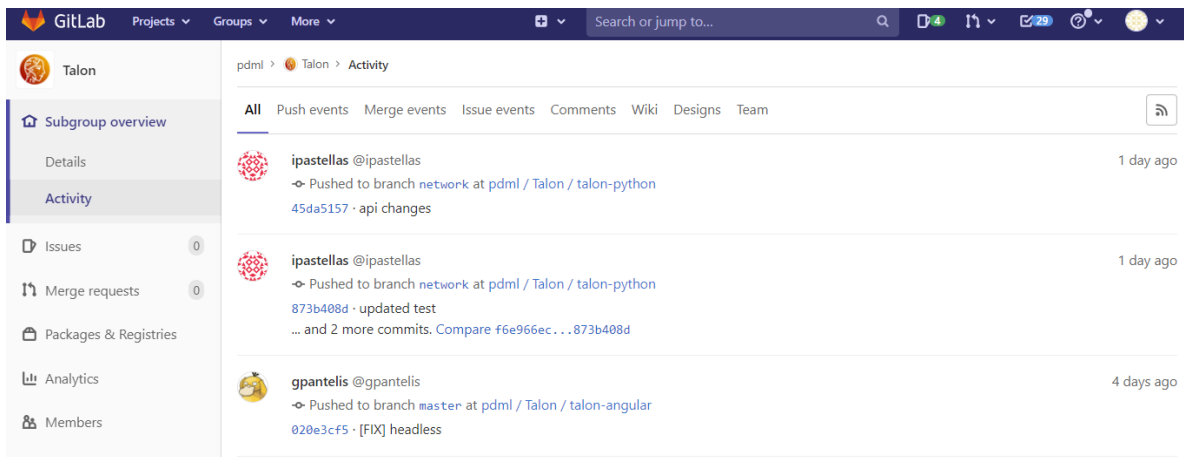 GitLab Projects Groups More Search or jump to... 4 29 ?
Talon
Subgroup overview
Details
Activity
Issues 0
Merge requests 0
Packages & Registries
Analytics
Members
pdml > Talon > Activity
All Push events Merge events Issue events Comments Wiki Designs Team
ipastellas @ipastellas 1 day ago
Pushed to branch network at pdml / Talon / talon-python
45da5157 · api changes
ipastellas @ipastellas 1 day ago
Pushed to branch network at pdml / Talon / talon-python
873b408d · updated test
... and 2 more commits. Compare f6e966ec...873b408d
gpantelis @gpantelis 4 days ago
Pushed to branch master at pdml / Talon / talon-angular
020e3cf5 · [FIX] headless